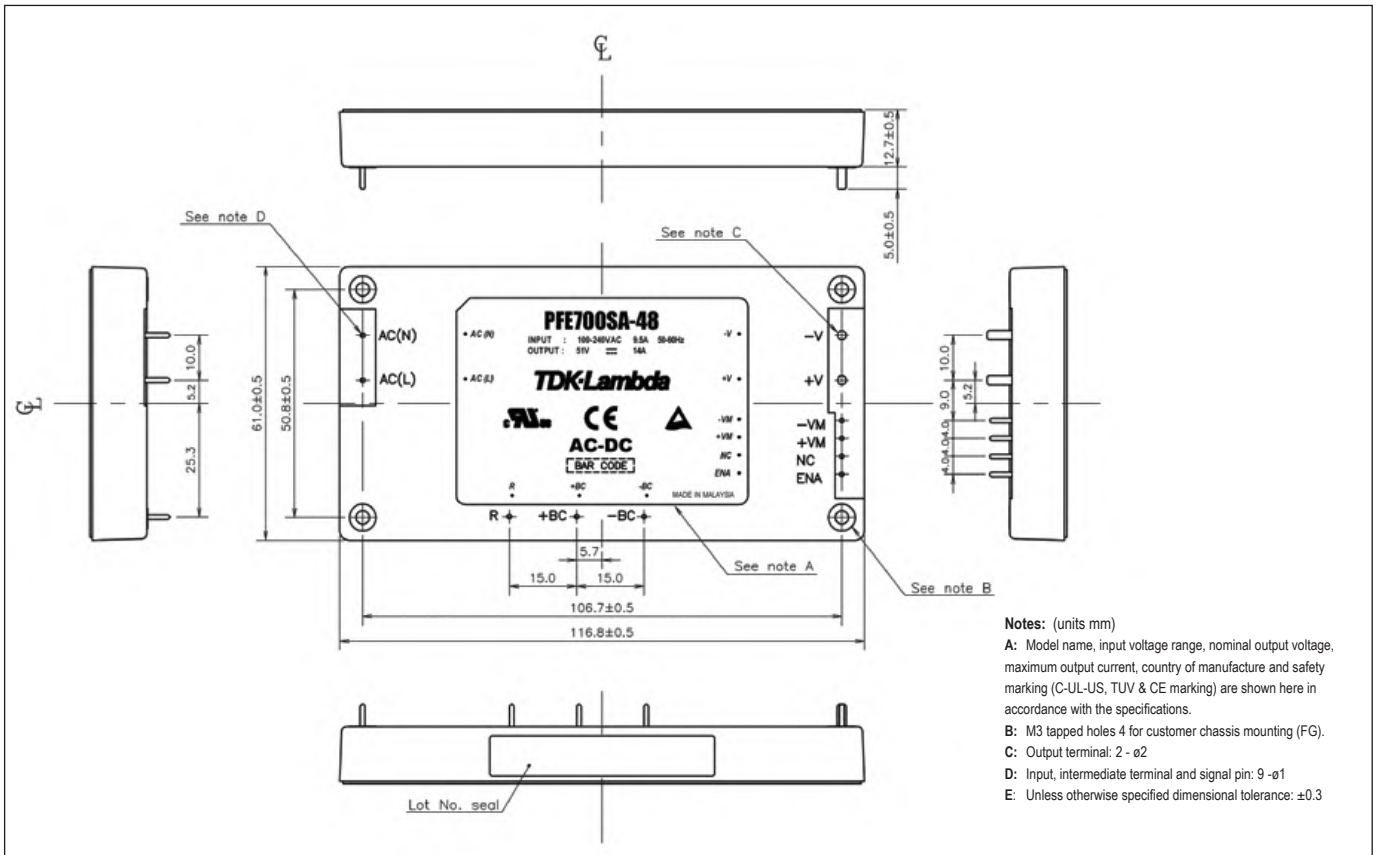 ℄
12.7±0.5
5.0±0.5
See note D
See note C
AC(N)
AC(L)
10.0
5.2
25.3
℄
61.0±0.5
50.8±0.5
PFE700SA-48
INPUT : 100-240VAC 9.5A 50-60Hz
OUTPUT : 51V 14A
TDK-Lambda
AC (N)
AC (L)
-V
+V
-VM
+VM
NC
ENA
c RU us
CE
AC-DC
BAR CODE
R
+BC
-BC
MADE IN MALAYSIA
-V
+V
-VM
+VM
NC
ENA
10.0
9.0
5.2
4.0
4.0
4.0
R
+BC
-BC
5.7
15.0
15.0
106.7±0.5
116.8±0.5
See note A
See note B
Lot No. seal
Notes: (units mm)
A: Model name, input voltage range, nominal output voltage,
maximum output current, country of manufacture and safety
marking (C-UL-US, TUV & CE marking) are shown here in
accordance with the specifications.
B: M3 tapped holes 4 for customer chassis mounting (FG).
C: Output terminal: 2 - ø2
D: Input, intermediate terminal and signal pin: 9 -ø1
E: Unless otherwise specified dimensional tolerance: ±0.3